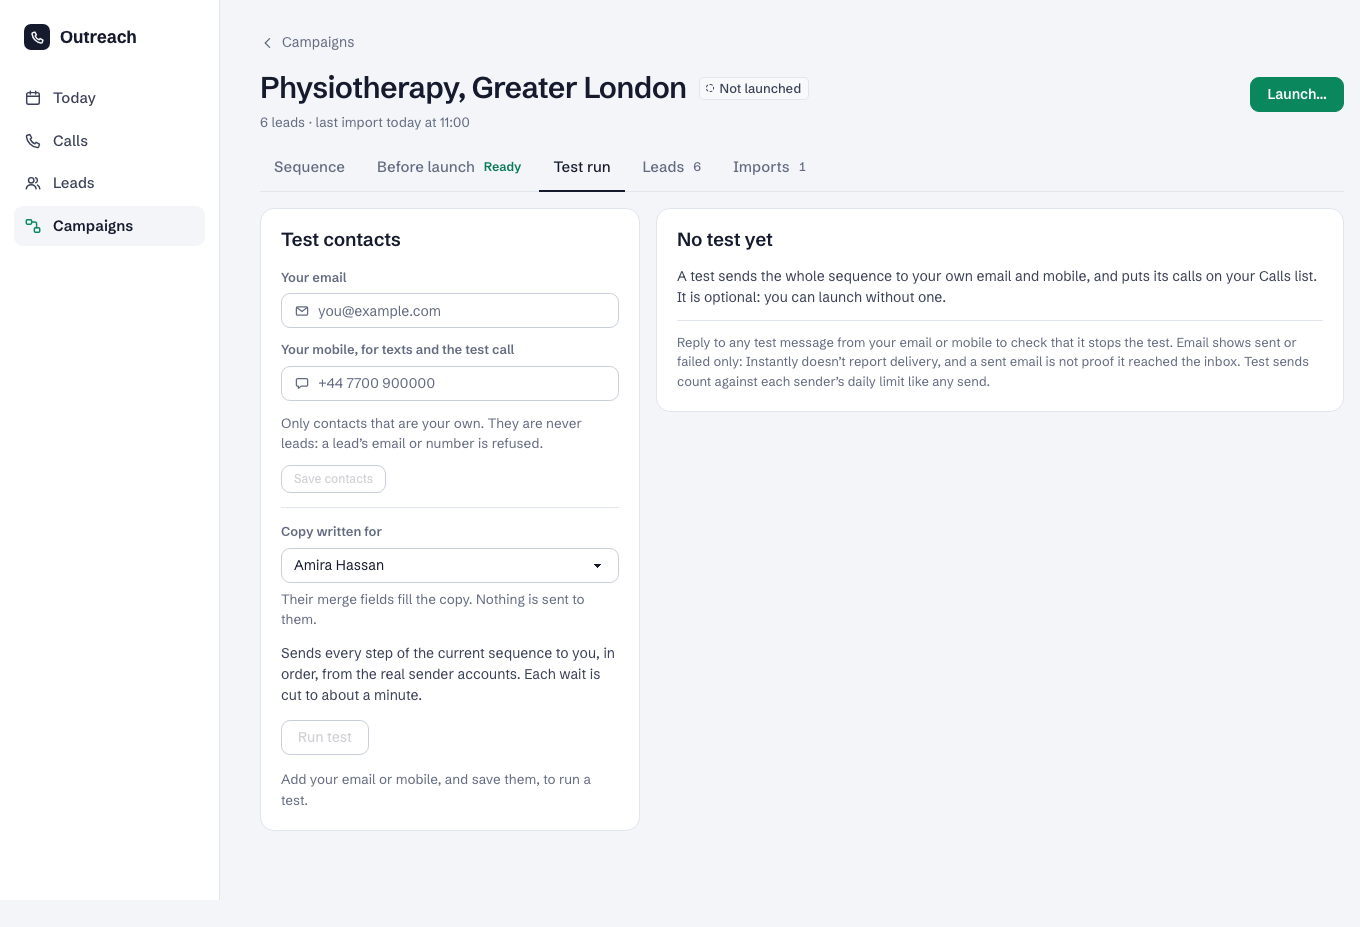 Outreach
Today
Calls
Leads
Campaigns
Campaigns
Physiotherapy, Greater London
Not launched
Launch...
6 leads · last import today at 11:00
Sequence
Before launch Ready
Test run
Leads 6
Imports 1
Test contacts
Your email
you@example.com
Your mobile, for texts and the test call
+44 7700 900000
Only contacts that are your own. They are never
leads: a lead’s email or number is refused.
Save contacts
Copy written for
Amira Hassan
Their merge fields fill the copy. Nothing is sent to
them.
Sends every step of the current sequence to you, in
order, from the real sender accounts. Each wait is
cut to about a minute.
Run test
Add your email or mobile, and save them, to run a
test.
No test yet
A test sends the whole sequence to your own email and mobile, and puts its calls on your Calls list.
It is optional: you can launch without one.
Reply to any test message from your email or mobile to check that it stops the test. Email shows sent or
failed only: Instantly doesn’t report delivery, and a sent email is not proof it reached the inbox. Test sends
count against each sender’s daily limit like any send.